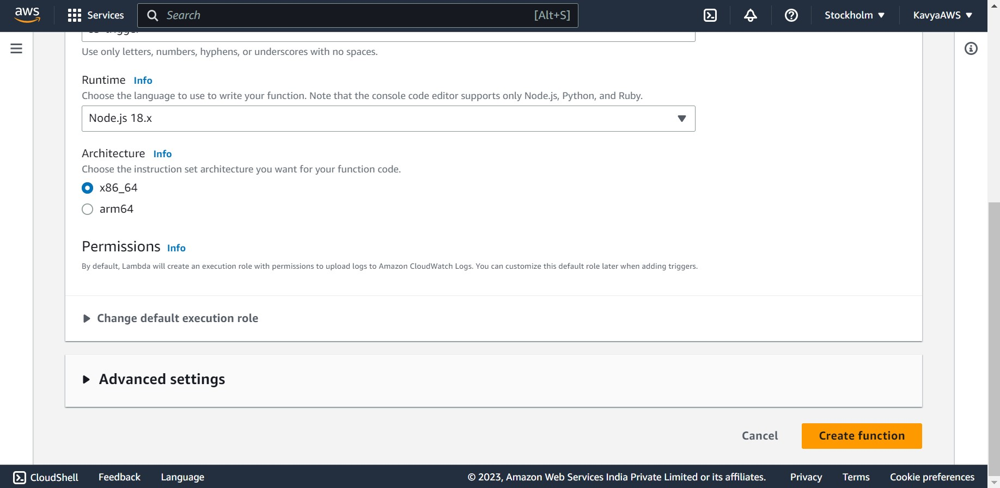 aws Services Search [Alt+S] Stockholm KavyaAWS
Use only letters, numbers, hyphens, or underscores with no spaces.
Runtime Info
Choose the language to use to write your function. Note that the console code editor supports only Node.js, Python, and Ruby.
Node.js 18.x
Architecture Info
Choose the instruction set architecture you want for your function code.
x86_64
arm64
Permissions Info
By default, Lambda will create an execution role with permissions to upload logs to Amazon CloudWatch Logs. You can customize this default role later when adding triggers.
Change default execution role
Advanced settings
Cancel Create function
CloudShell Feedback Language © 2023, Amazon Web Services India Private Limited or its affiliates. Privacy Terms Cookie preferences